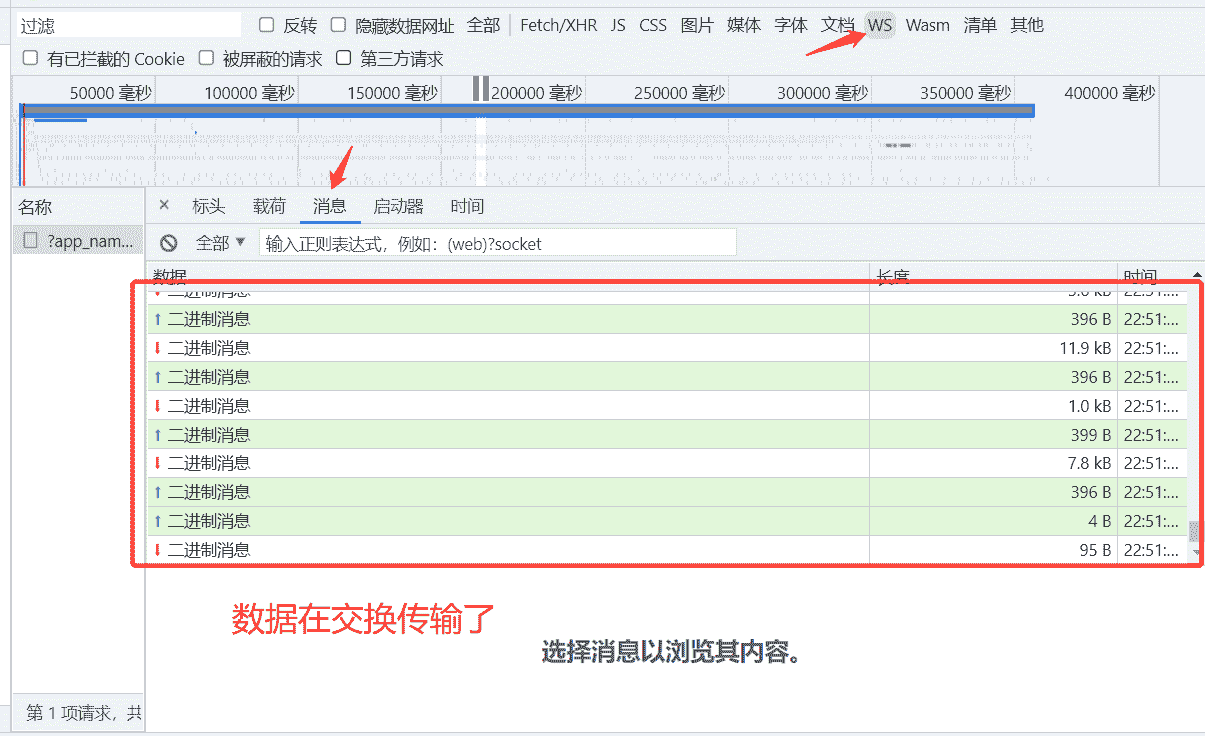 过滤 反转 隐藏数据网址 全部 Fetch/XHR JS CSS 图片 媒体 字体 文档 WS Wasm 清单 其他
有已拦截的 Cookie 被屏蔽的请求 第三方请求
50000 毫秒 100000 毫秒 150000 毫秒 200000 毫秒 250000 毫秒 300000 毫秒 350000 毫秒 400000 毫秒
名称 × 标头 载荷 消息 启动器 时间
?app_nam... 全部 ▼ 输入正则表达式，例如：(web)?socket
数据 长度 时间
二进制消息 22:51:...
↑ 二进制消息 396 B 22:51:...
↓ 二进制消息 11.9 kB 22:51:...
↑ 二进制消息 396 B 22:51:...
↓ 二进制消息 1.0 kB 22:51:...
↑ 二进制消息 399 B 22:51:...
↓ 二进制消息 7.8 kB 22:51:...
↑ 二进制消息 396 B 22:51:...
↑ 二进制消息 4 B 22:51:...
↓ 二进制消息 95 B 22:51:...
数据在交换传输了
选择消息以浏览其内容。
第 1 项请求，共